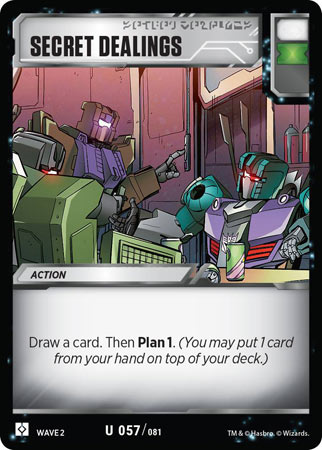 SECRET DEALINGS
ACTION
Draw a card. Then Plan 1. (You may put 1 card
from your hand on top of your deck.)
WAVE 2
U 057/081
TM & © Hasbro. © Wizards.